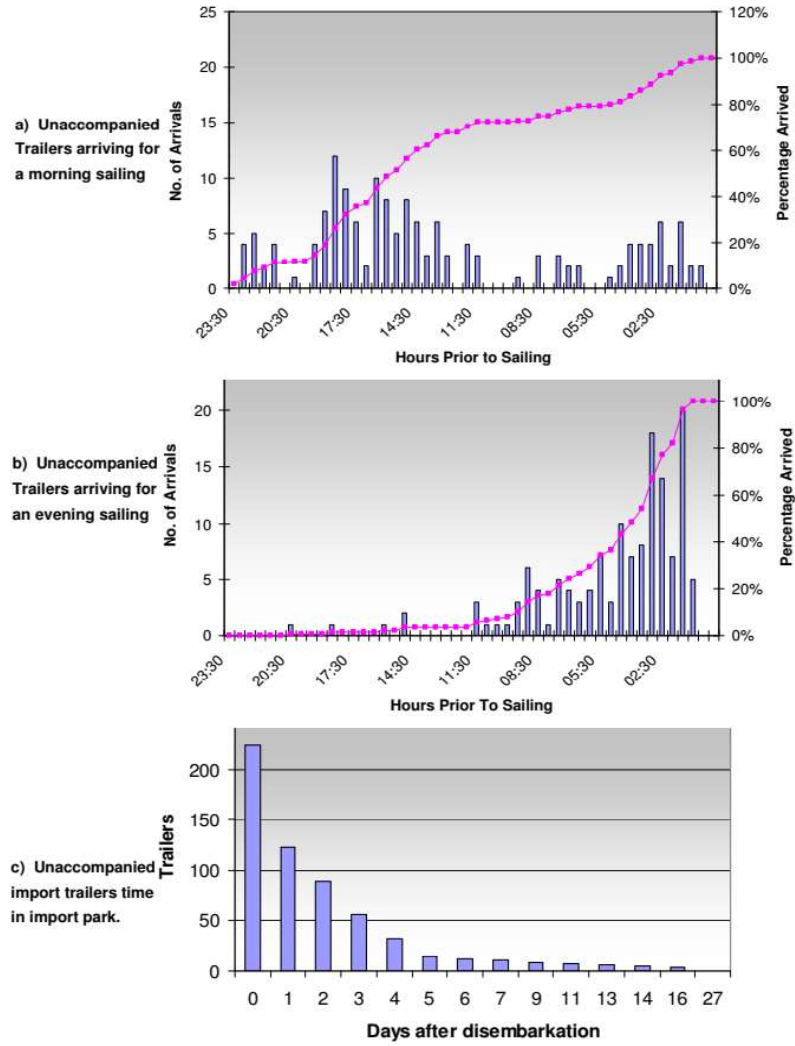 a) Unaccompanied
Trailers arriving for
a morning sailing
No. of Arrivals
25
20
15
10
5
0
120%
100%
80%
60%
40%
20%
0%
Percentage Arrived
23:30
20:30
17:30
14:30
11:30
08:30
05:30
02:30
Hours Prior to Sailing
b) Unaccompanied
Trailers arriving for
an evening sailing
No. of Arrivals
20
15
10
5
0
100%
80%
60%
40%
20%
0%
Percentage Arrived
23:30
20:30
17:30
14:30
11:30
08:30
05:30
02:30
Hours Prior To Sailing
c) Unaccompanied
import trailers time
in import park.
Trailers
200
150
100
50
0
0 1 2 3 4 5 6 7 9 11 13 14 16 27
Days after disembarkation